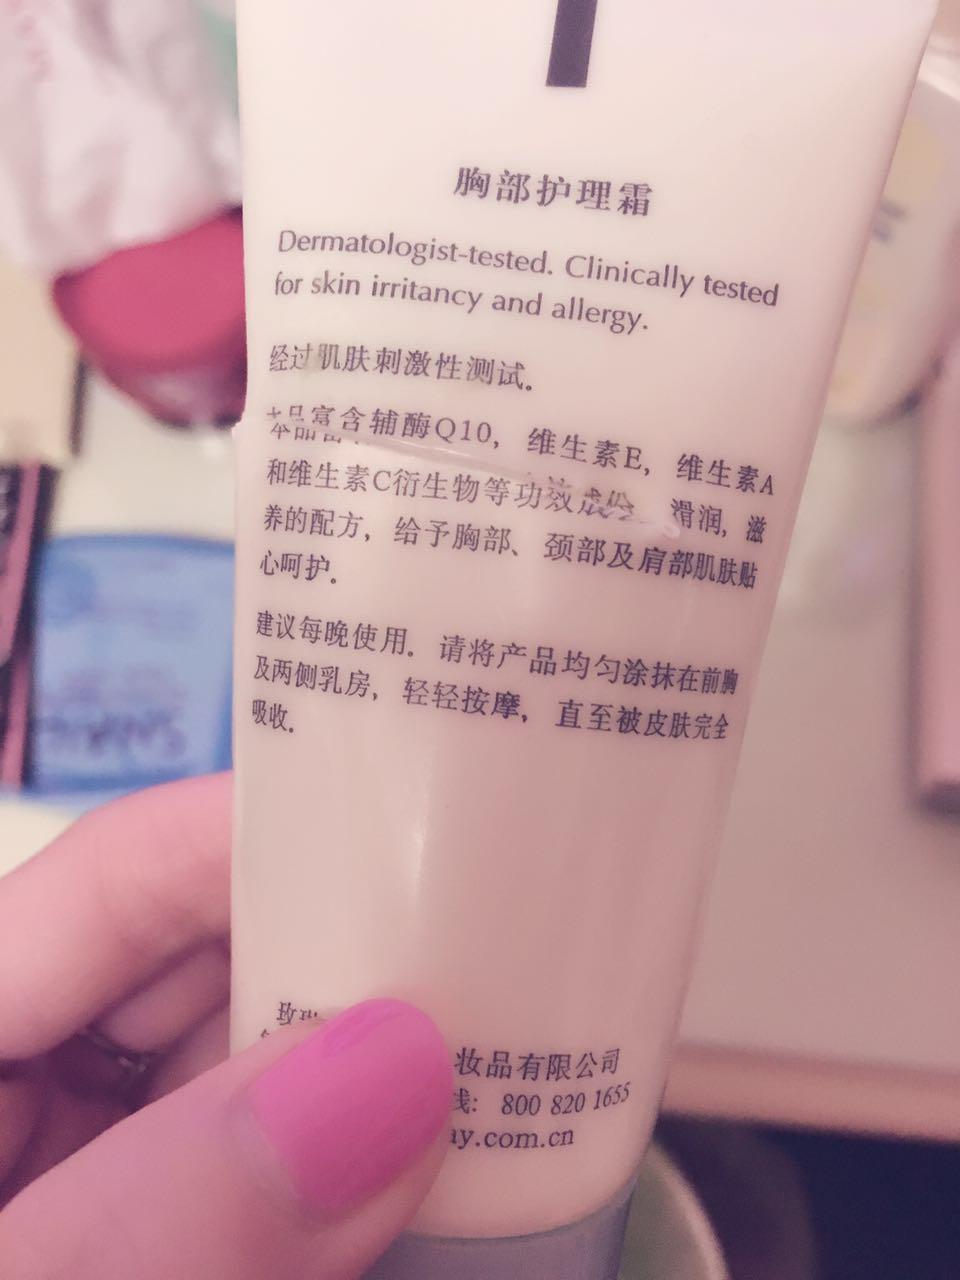 胸部护理霜
Dermatologist-tested. Clinically tested
for skin irritancy and allergy.
经过肌肤刺激性测试。
本品富含辅酶Q10，维生素E，维生素A
和维生素C衍生物等功效成份。滑润，滋
养的配方，给予胸部、颈部及肩部肌肤贴
心呵护。
建议每晚使用。请将产品均匀涂抹在前胸
及两侧乳房，轻轻按摩，直至被皮肤完全
吸收。
玫
妆品有限公司
线：800 820 1655
ay.com.cn